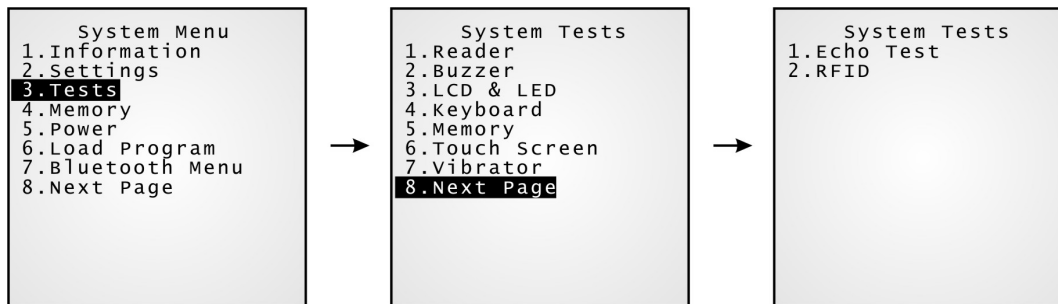 System Menu
1.Information
2.Settings
3.Tests
4.Memory
5.Power
6.Load Program
7.Bluetooth Menu
8.Next Page
System Tests
1.Reader
2.Buzzer
3.LCD & LED
4.Keyboard
5.Memory
6.Touch Screen
7.Vibrator
8.Next Page
System Tests
1.Echo Test
2.RFID